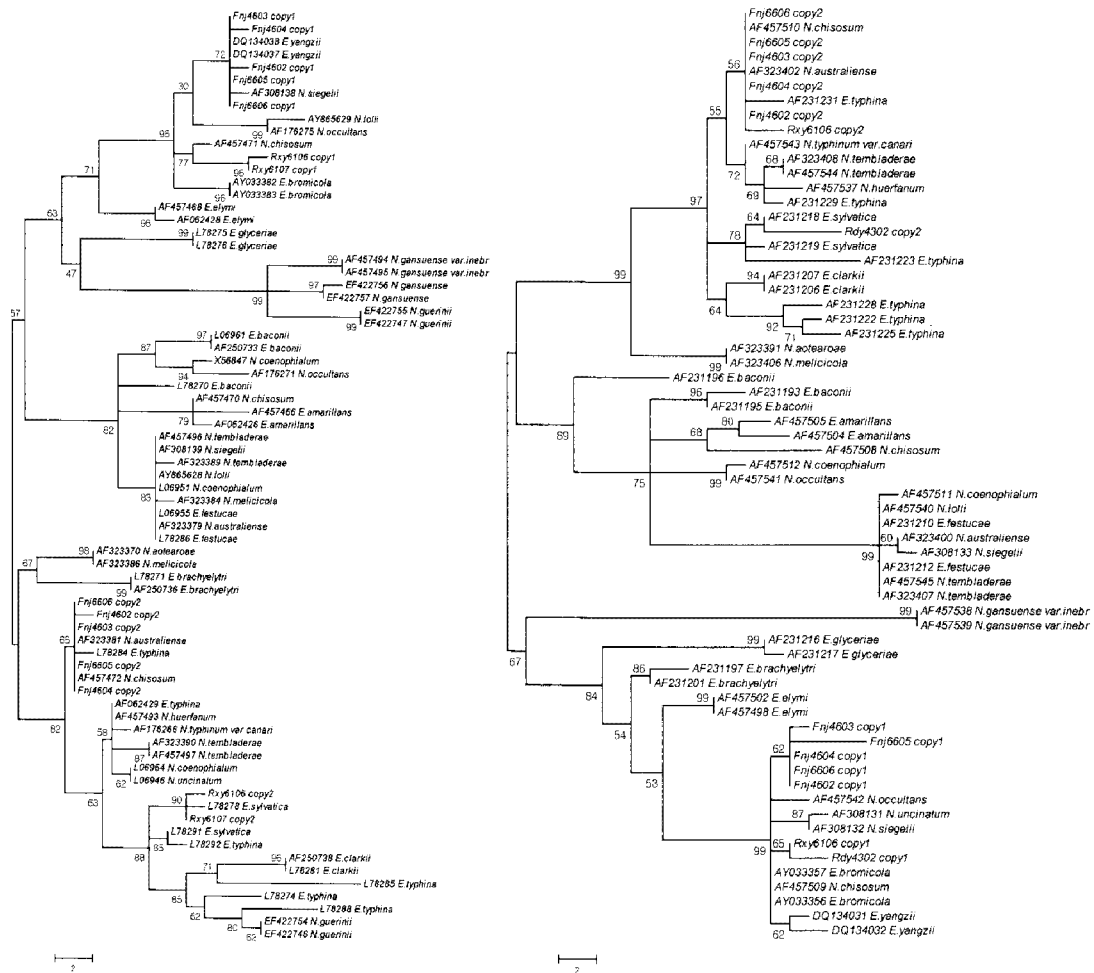 Fnj4603 copy1
Fnj4604 copy1
DQ134038 E.yangzii
DQ134037 E.yangzii
72
Fnj4602 copy1
Fnj6605 copy1
30
AF308138 N.siegelii
Fnj6606 copy1
AY865629 N.lolli
99
AF176275 N.occultans
AF457471 N.chisosum
77
Rxy6106 copy1
Rxy6107 copy1
71
AY033382 E.bromicola
96
AY033383 E.bromicola
AF457468 E.elymi
63
96
AF062428 E.elymi
99
L78275 E.glyceriae
L78276 E.glyceriae
47
99
AF457494 N.gansuense var.inebr
AF457495 N.gansuense var.inebr
97
EF422756 N.gansuense
99
EF422757 N.gansuense
EF422755 N.guerinii
99
EF422747 N.guerinii
57
97
L06961 E.baconii
AF250733 E.baconii
87
X56847 N.coenophialum
94
AF176271 N.occultans
L78270 E.baconii
AF457470 N.chisosum
AF457466 E.amarillans
79
AF062426 E.amarillans
82
AF457496 N.tembladerae
AF308139 N.siegelii
AF323389 N.tembladerae
AY865628 N.lolli
L06951 N.coenophialum
83
AF323384 N.melicicola
L06955 E.festucae
AF323379 N.australiense
L78286 E.festucae
98
AF323370 N.aotearoae
AF323386 N.melicicola
67
L78271 E.brachyelytri
99
AF250736 E.brachyelytri
Fnj6606 copy2
Fnj4602 copy2
Fnj4603 copy2
AF323381 N.australiense
L78284 E.typhina
Fnj6605 copy2
AF457472 N.chisosum
Fnj4604 copy2
82
AF062429 E.typhina
AF457493 N.huerfanum
AF176266 N.typhinum var.canari
58
AF323390 N.tembladerae
87
AF457497 N.tembladerae
L06964 N.coenophialum
62
L06946 N.uncinatum
63
Rxy6106 copy2
90
L78278 E.sylvatica
Rxy6107 copy2
L78291 E.sylvatica
L78292 E.typhina
88
96
AF250738 E.clarkii
71
L78281 E.clarkii
L78285 E.typhina
85
L78274 E.typhina
62
L78288 E.typhina
80
EF422754 N.guerinii
62
EF422746 N.guerinii
2
Fnj6606 copy2
AF457510 N.chisosum
Fnj6605 copy2
Fnj4603 copy2
56
AF323402 N.australiense
Fnj4604 copy2
AF231231 E.typhina
55
Fnj4602 copy2
Rxy6106 copy2
AF457543 N.typhinum var.canari
68
AF323408 N.tembladerae
AF457544 N.tembladerae
72
AF457537 N.huerfanum
69
AF231229 E.typhina
97
64
AF231218 E.sylvatica
Rdy4302 copy2
78
AF231219 E.sylvatica
AF231223 E.typhina
99
94
AF231207 E.clarkii
AF231206 E.clarkii
64
AF231228 E.typhina
92
AF231222 E.typhina
71
AF231225 E.typhina
AF323391 N.aotearoae
99
AF323406 N.melicicola
AF231196 E.baconii
96
AF231193 E.baconii
AF231195 E.baconii
80
AF457505 E.amarillans
89
68
AF457504 E.amarillans
AF457508 N.chisosum
AF457512 N.coenophialum
75
99
AF457541 N.occultans
AF457511 N.coenophialum
AF457540 N.lolli
AF231210 E.festucae
60
AF323400 N.australiense
99
AF308133 N.siegelii
AF231212 E.festucae
AF457545 N.tembladerae
AF323407 N.tembladerae
99
AF457538 N.gansuense var.inebr
AF457539 N.gansuense var.inebr
67
99
AF231216 E.glyceriae
AF231217 E.glyceriae
84
86
AF231197 E.brachyelytri
AF231201 E.brachyelytri
54
99
AF457502 E.elymi
AF457498 E.elymi
53
Fnj4603 copy1
62
Fnj6605 copy1
Fnj4604 copy1
Fnj6606 copy1
Fnj4602 copy1
AF457542 N.occultans
87
AF308131 N.uncinatum
AF308132 N.siegelii
99
65
Rxy6106 copy1
Rdy4302 copy1
AY033357 E.bromicola
AF457509 N.chisosum
AY033356 E.bromicola
DQ134031 E.yangzii
62
DQ134032 E.yangzii
2